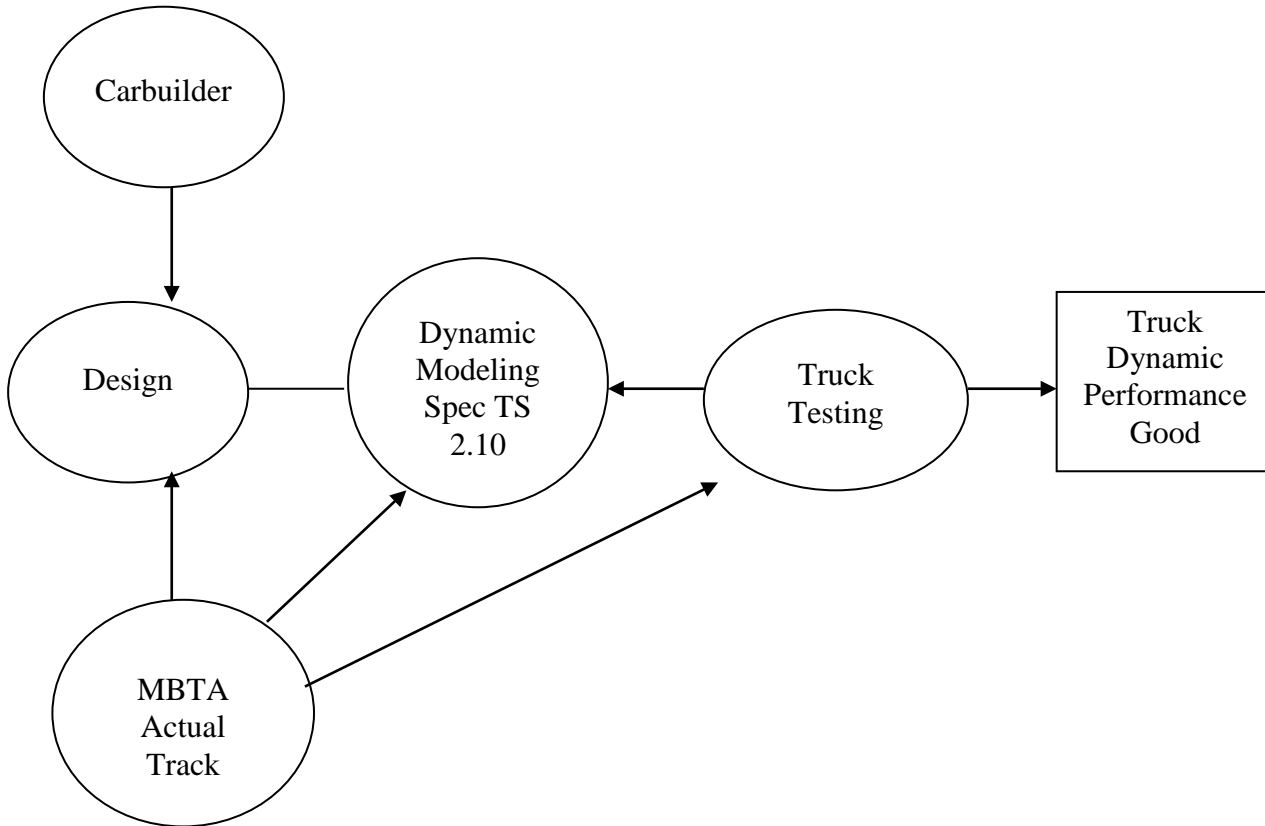 Carbuilder
Design
Dynamic
Modeling
Spec TS
2.10
Truck
Testing
Truck
Dynamic
Performance
Good
MBTA
Actual
Track